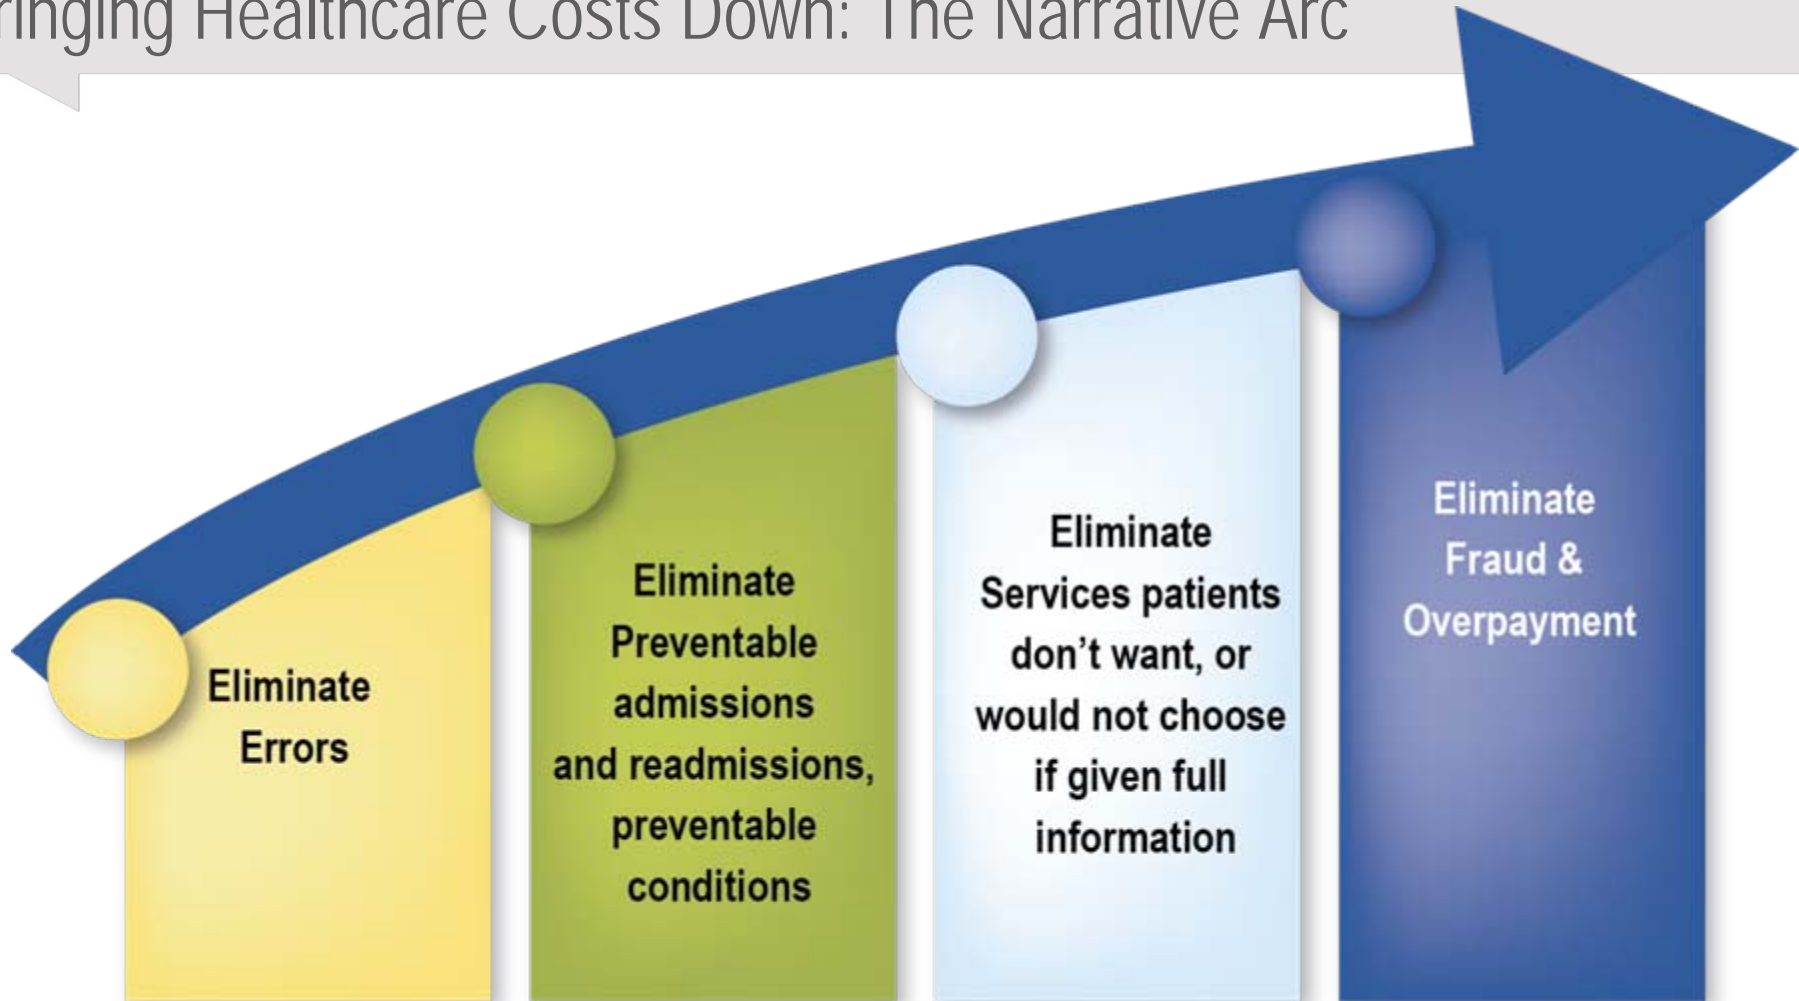 ringing Healthcare Costs Down: The Narrative Arc
Eliminate
Errors
Eliminate
Preventable
admissions
and readmissions,
preventable
conditions
Eliminate
Services patients
don't want, or
would not choose
if given full
information
Eliminate
Fraud &
Overpayment